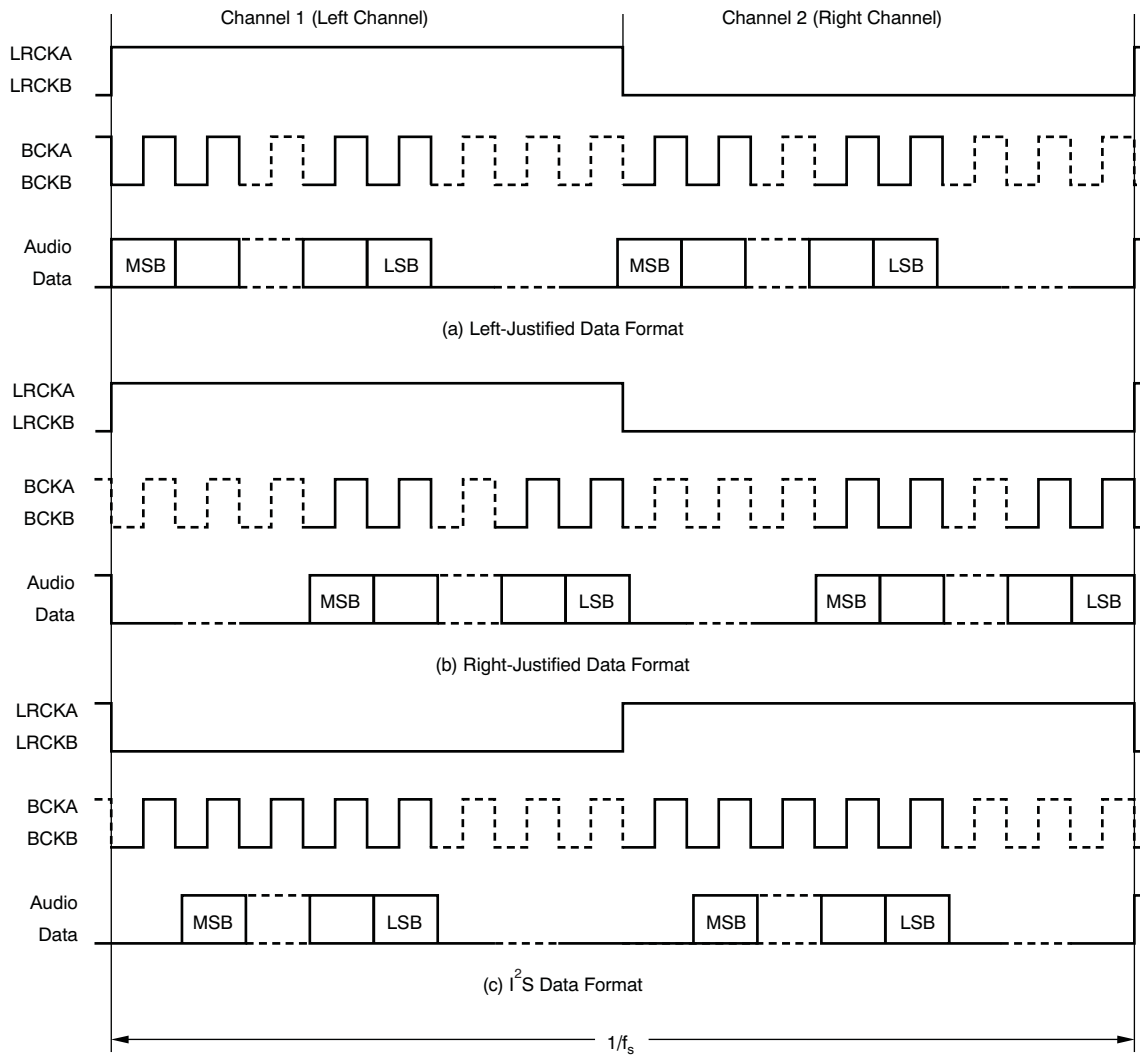 Channel 1 (Left Channel)
Channel 2 (Right Channel)
LRCKA
LRCKB
BCKA
BCKB
Audio
Data
MSB
LSB
MSB
LSB
(a) Left-Justified Data Format
LRCKA
LRCKB
BCKA
BCKB
Audio
Data
MSB
LSB
MSB
LSB
(b) Right-Justified Data Format
LRCKA
LRCKB
BCKA
BCKB
Audio
Data
MSB
LSB
MSB
LSB
(c) I²S Data Format
1/fₛ